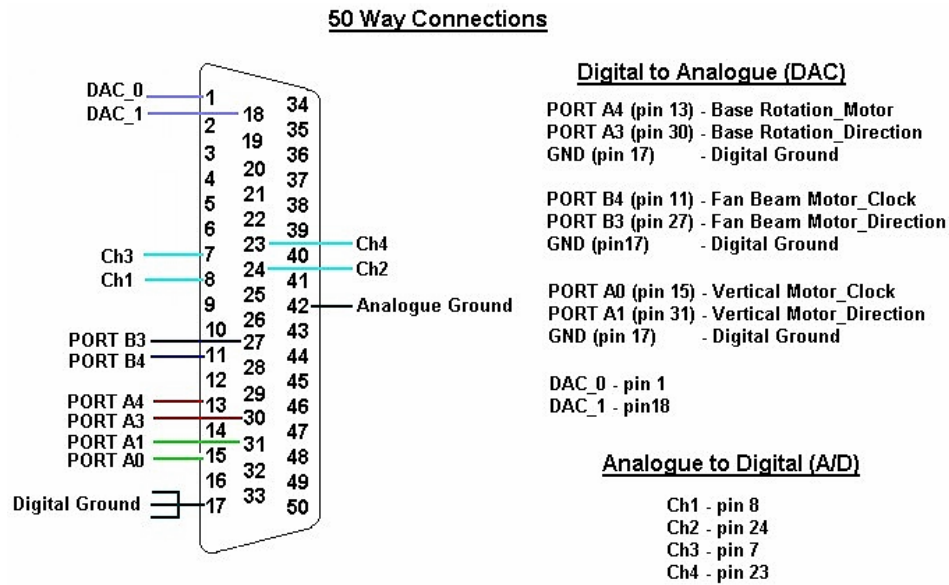 50 Way Connections
DAC_0
DAC_1
Ch3
Ch1
PORT B3
PORT B4
PORT A4
PORT A3
PORT A1
PORT A0
Digital Ground
1
2
3
4
5
6
7
8
9
10
11
12
13
14
15
16
17
18
19
20
21
22
23
24
25
26
27
28
29
30
31
32
33
34
35
36
37
38
39
40
41
42
43
44
45
46
47
48
49
50
Ch4
Ch2
Analogue Ground
Digital to Analogue (DAC)
PORT A4 (pin 13) - Base Rotation_Motor
PORT A3 (pin 30) - Base Rotation_Direction
GND (pin 17) - Digital Ground
PORT B4 (pin 11) - Fan Beam Motor_Clock
PORT B3 (pin 27) - Fan Beam Motor_Direction
GND (pin17) - Digital Ground
PORT A0 (pin 15) - Vertical Motor_Clock
PORT A1 (pin 31) - Vertical Motor_Direction
GND (pin 17) - Digital Ground
DAC_0 - pin 1
DAC_1 - pin18
Analogue to Digital (A/D)
Ch1 - pin 8
Ch2 - pin 24
Ch3 - pin 7
Ch4 - pin 23